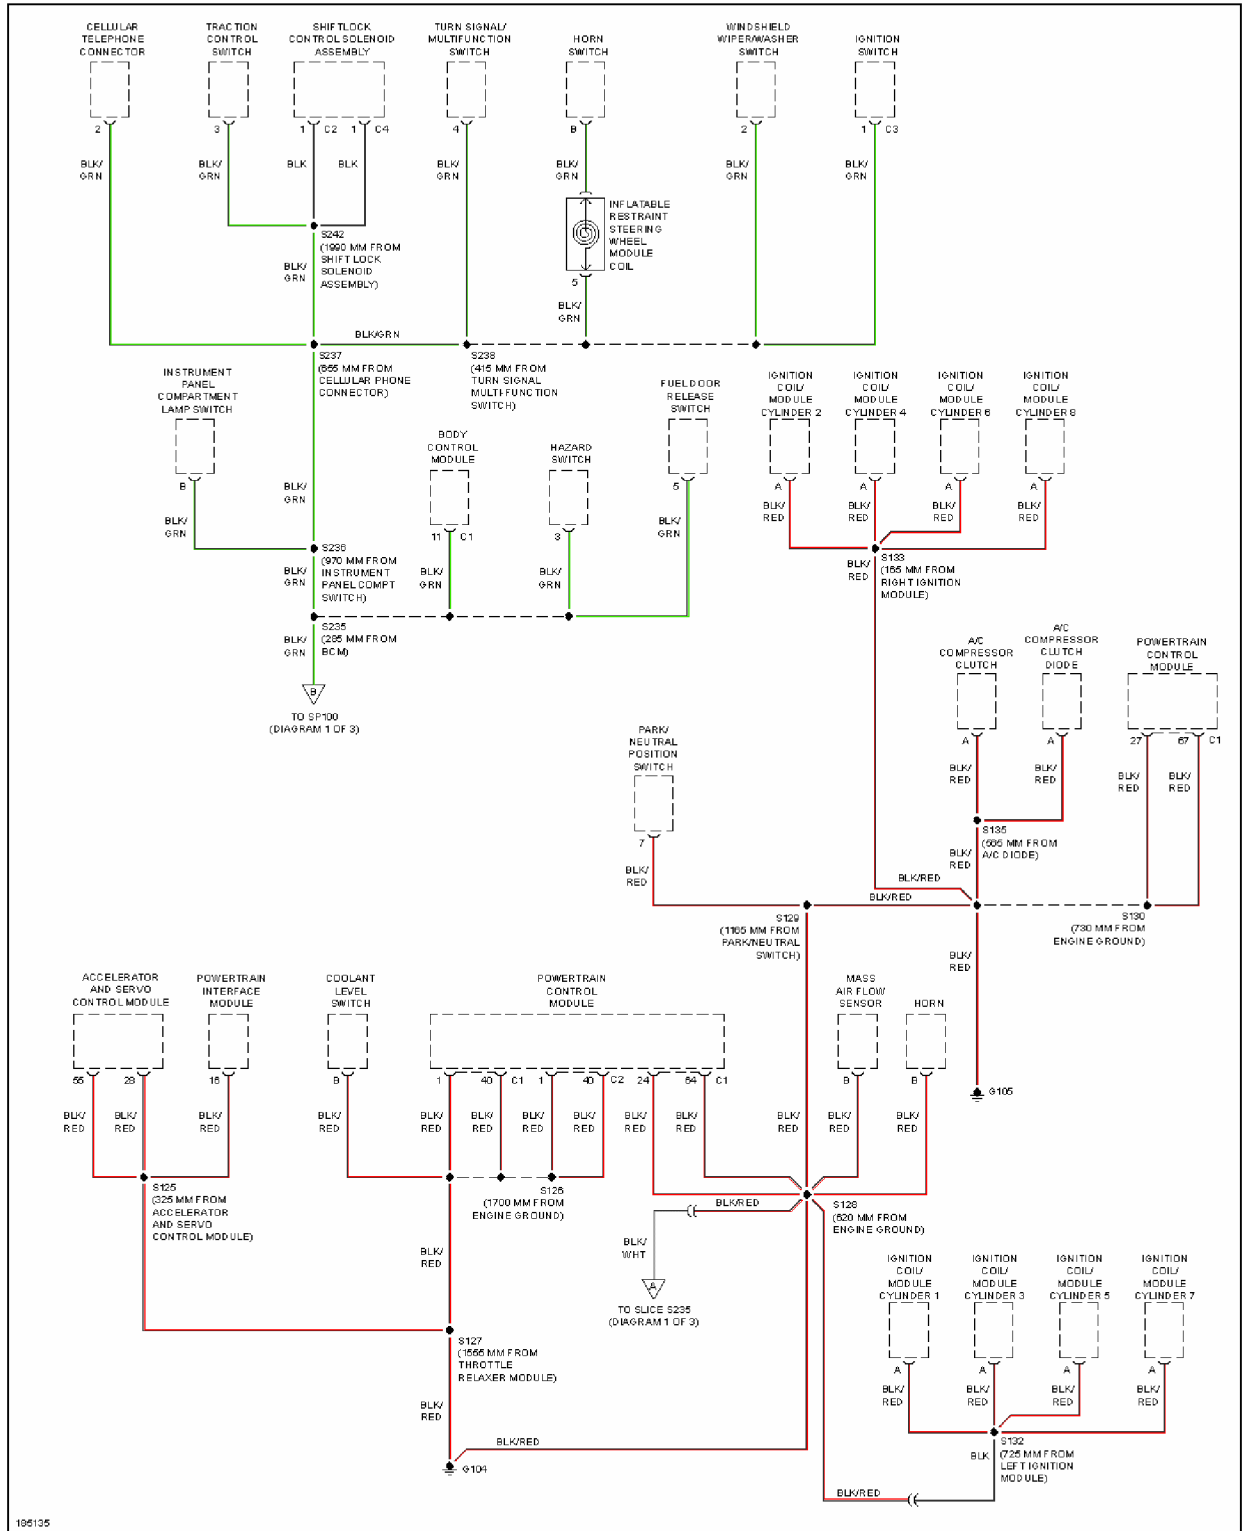 CELLULAR
TELEPHONE
CONNECTOR
TRACTION
CONTROL
SWITCH
SHIFTLOCK
CONTROL SOLENOID
ASSEMBLY
TURN SIGNAL/
MULTIFUNCTION
SWITCH
HORN
SWITCH
WINDSHIELD
WIPER/WASHER
SWITCH
IGNITION
SWITCH
2
3
1 C2
1 C4
4
B
2
1 C3
BLK/
GRN
BLK/
GRN
BLK
BLK
BLK/
GRN
BLK/
GRN
BLK/
GRN
BLK/
GRN
INFLATABLE
RESTRAINT
STEERING
WHEEL
MODULE
COIL
S242
(1990 MM FROM
SHIFT LOCK
SOLENOID
ASSEMBLY)
BLK/
GRN
5
BLK/
GRN
BLK/GRN
S237
(655 MM FROM
CELLULAR PHONE
CONNECTOR)
S238
(415 MM FROM
TURN SIGNAL
MULTI-FUNCTION
SWITCH)
INSTRUMENT
PANEL
COMPARTMENT
LAMP SWITCH
BODY
CONTROL
MODULE
HAZARD
SWITCH
FUEL DOOR
RELEASE
SWITCH
IGNITION
COIL/
MODULE
CYLINDER 2
IGNITION
COIL/
MODULE
CYLINDER 4
IGNITION
COIL/
MODULE
CYLINDER 6
IGNITION
COIL/
MODULE
CYLINDER 8
B
BLK/
GRN
BLK/
GRN
11 C1
3
5
BLK/
GRN
A
A
A
A
BLK/
RED
BLK/
RED
BLK/
RED
BLK/
RED
S236
(970 MM FROM
INSTRUMENT
PANEL COMPT
SWITCH)
BLK/
GRN
BLK/
GRN
BLK/
GRN
S133
(165 MM FROM
RIGHT IGNITION
MODULE)
BLK/
RED
S235
(285 MM FROM
BCM)
BLK/
GRN
B
TO SP100
(DIAGRAM 1 OF 3)
A/C
COMPRESSOR
CLUTCH
A/C
COMPRESSOR
CLUTCH
DIODE
POWERTRAIN
CONTROL
MODULE
A
A
27
67 C1
BLK/
RED
BLK/
RED
BLK/
RED
BLK/
RED
PARK/
NEUTRAL
POSITION
SWITCH
7
BLK/
RED
S135
(565 MM FROM
A/C DIODE)
BLK/
RED
BLK/RED
BLK/RED
S129
(1165 MM FROM
PARK/NEUTRAL
SWITCH)
S130
(730 MM FROM
ENGINE GROUND)
BLK/
RED
ACCELERATOR
AND SERVO
CONTROL MODULE
POWERTRAIN
INTERFACE
MODULE
COOLANT
LEVEL
SWITCH
POWERTRAIN
CONTROL
MODULE
MASS
AIR FLOW
SENSOR
HORN
55
28
16
B
1
40 C1
1
40 C2
24
64 C1
B
B
G105
BLK/
RED
BLK/
RED
BLK/
RED
BLK/
RED
BLK/
RED
BLK/
RED
BLK/
RED
BLK/
RED
BLK/
RED
BLK/
RED
BLK/
RED
BLK/
RED
S125
(325 MM FROM
ACCELERATOR
AND SERVO
CONTROL MODULE)
S126
(1700 MM FROM
ENGINE GROUND)
BLK/RED
S128
(620 MM FROM
ENGINE GROUND)
BLK/
RED
BLK/
WHT
A
TO SLICE S235
(DIAGRAM 1 OF 3)
IGNITION
COIL/
MODULE
CYLINDER 1
IGNITION
COIL/
MODULE
CYLINDER 3
IGNITION
COIL/
MODULE
CYLINDER 5
IGNITION
COIL/
MODULE
CYLINDER 7
S127
(1555 MM FROM
THROTTLE
RELAXER MODULE)
A
A
A
A
BLK/
RED
BLK/
RED
BLK/
RED
BLK/
RED
BLK/
RED
BLK/RED
G104
S132
(725 MM FROM
LEFT IGNITION
MODULE)
BLK
BLK/RED
185135